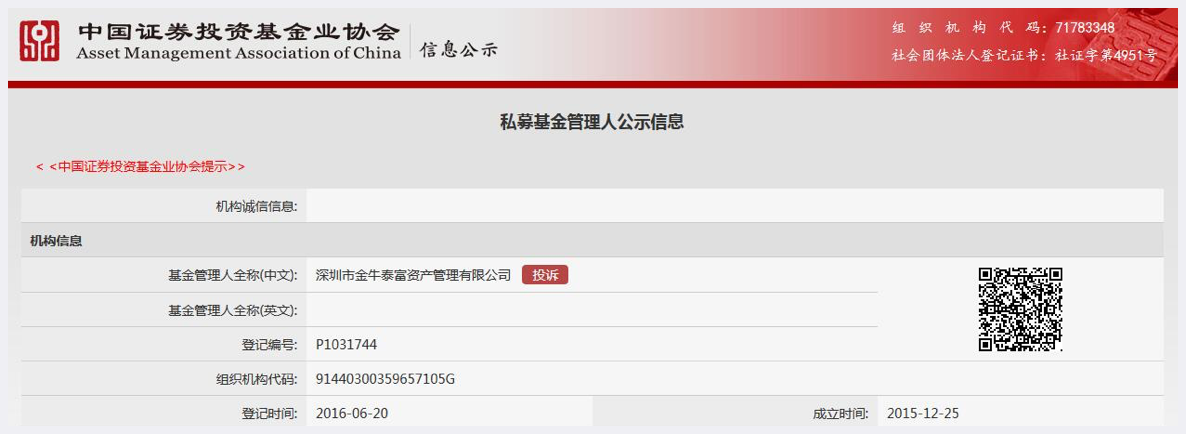 中国证券投资基金业协会
Asset Management Association of China
信息公示
组织机构代码：71783348
社会团体法人登记证书：社证字第4951号
私募基金管理人公示信息
< <中国证券投资基金业协会提示>>
机构诚信信息:
机构信息
基金管理人全称(中文): 深圳市金牛泰富资产管理有限公司 投诉
基金管理人全称(英文):
登记编号: P1031744
组织机构代码: 91440300359657105G
登记时间: 2016-06-20 成立时间: 2015-12-25